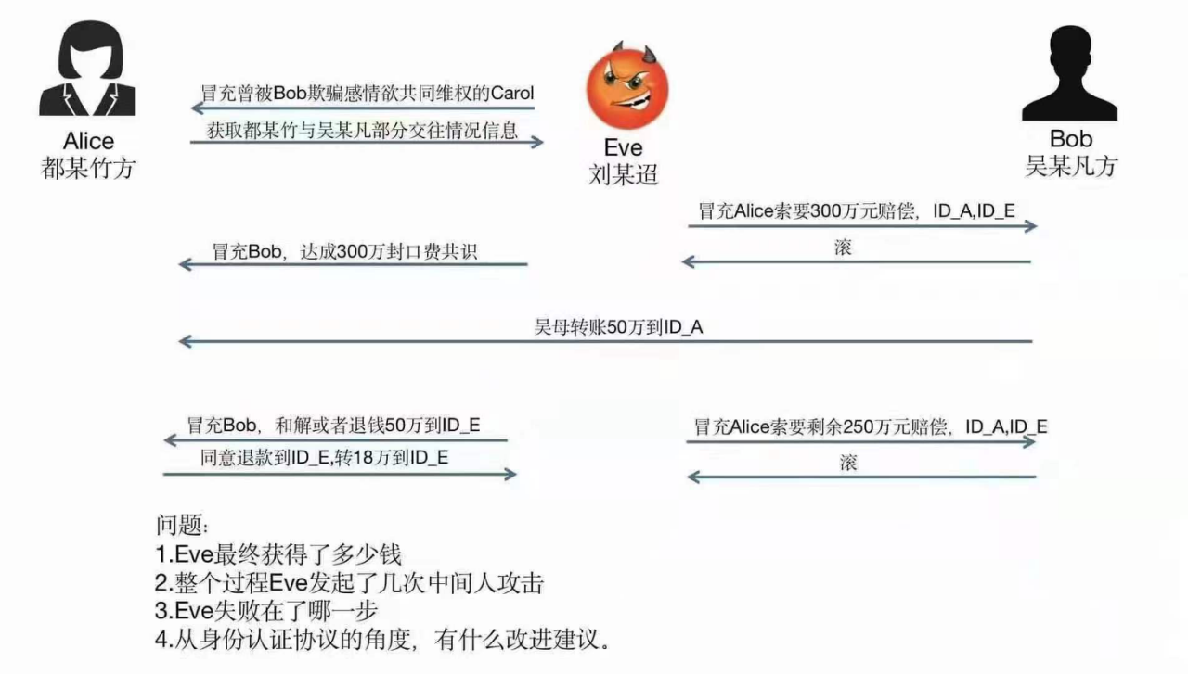 冒充曾被Bob欺骗感情欲共同维权的Carol
获取都某竹与吴某凡部分交往情况信息
Alice
都某竹方
Eve
刘某迢
Bob
吴某凡方
冒充Alice索要300万元赔偿，ID_A,ID_E
滚
冒充Bob，达成300万封口费共识
吴母转账50万到ID_A
冒充Bob，和解或者退钱50万到ID_E
冒充Alice索要剩余250万元赔偿，ID_A,ID_E
同意退款到ID_E,转18万到ID_E
滚
问题：
1.Eve最终获得了多少钱
2.整个过程Eve发起了几次中间人攻击
3.Eve失败在了哪一步
4.从身份认证协议的角度，有什么改进建议。